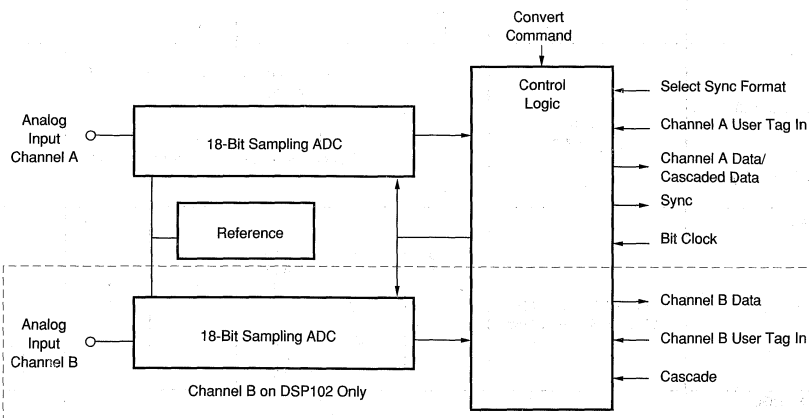 Convert
Command
Control
Logic
Select Sync Format
Analog
Input
Channel A
18-Bit Sampling ADC
Channel A User Tag In
Channel A Data/
Cascaded Data
Sync
Reference
Bit Clock
Analog
Input
Channel B
18-Bit Sampling ADC
Channel B Data
Channel B User Tag In
Cascade
Channel B on DSP102 Only